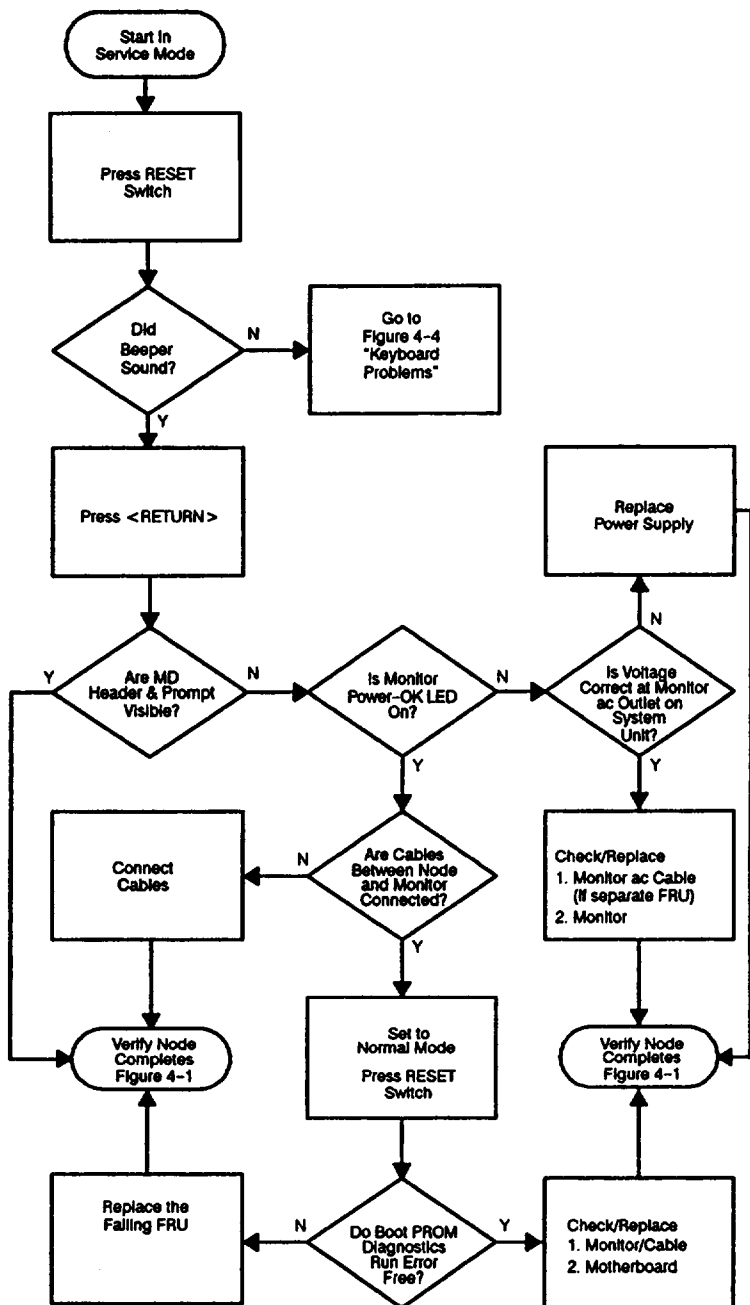 Start In
Service Mode
Press RESET
Switch
Did
Beeper
Sound?
N
Y
Go to
Figure 4-4
"Keyboard
Problems"
Press <RETURN>
Replace
Power Supply
Y
Are MD
Header & Prompt
Visible?
N
Is Monitor
Power-OK LED
On?
N
Y
Is Voltage
Correct at Monitor
ac Outlet on
System
Unit?
N
Y
Connect
Cables
N
Are Cables
Between Node
and Monitor
Connected?
Y
Check/Replace
1. Monitor ac Cable
(If separate FRU)
2. Monitor
Verify Node
Completes
Figure 4-1
Set to
Normal Mode
Press RESET
Switch
Verify Node
Completes
Figure 4-1
Replace the
Failing FRU
N
Do Boot PROM
Diagnostics
Run Error
Free?
Y
Check/Replace
1. Monitor/Cable
2. Motherboard